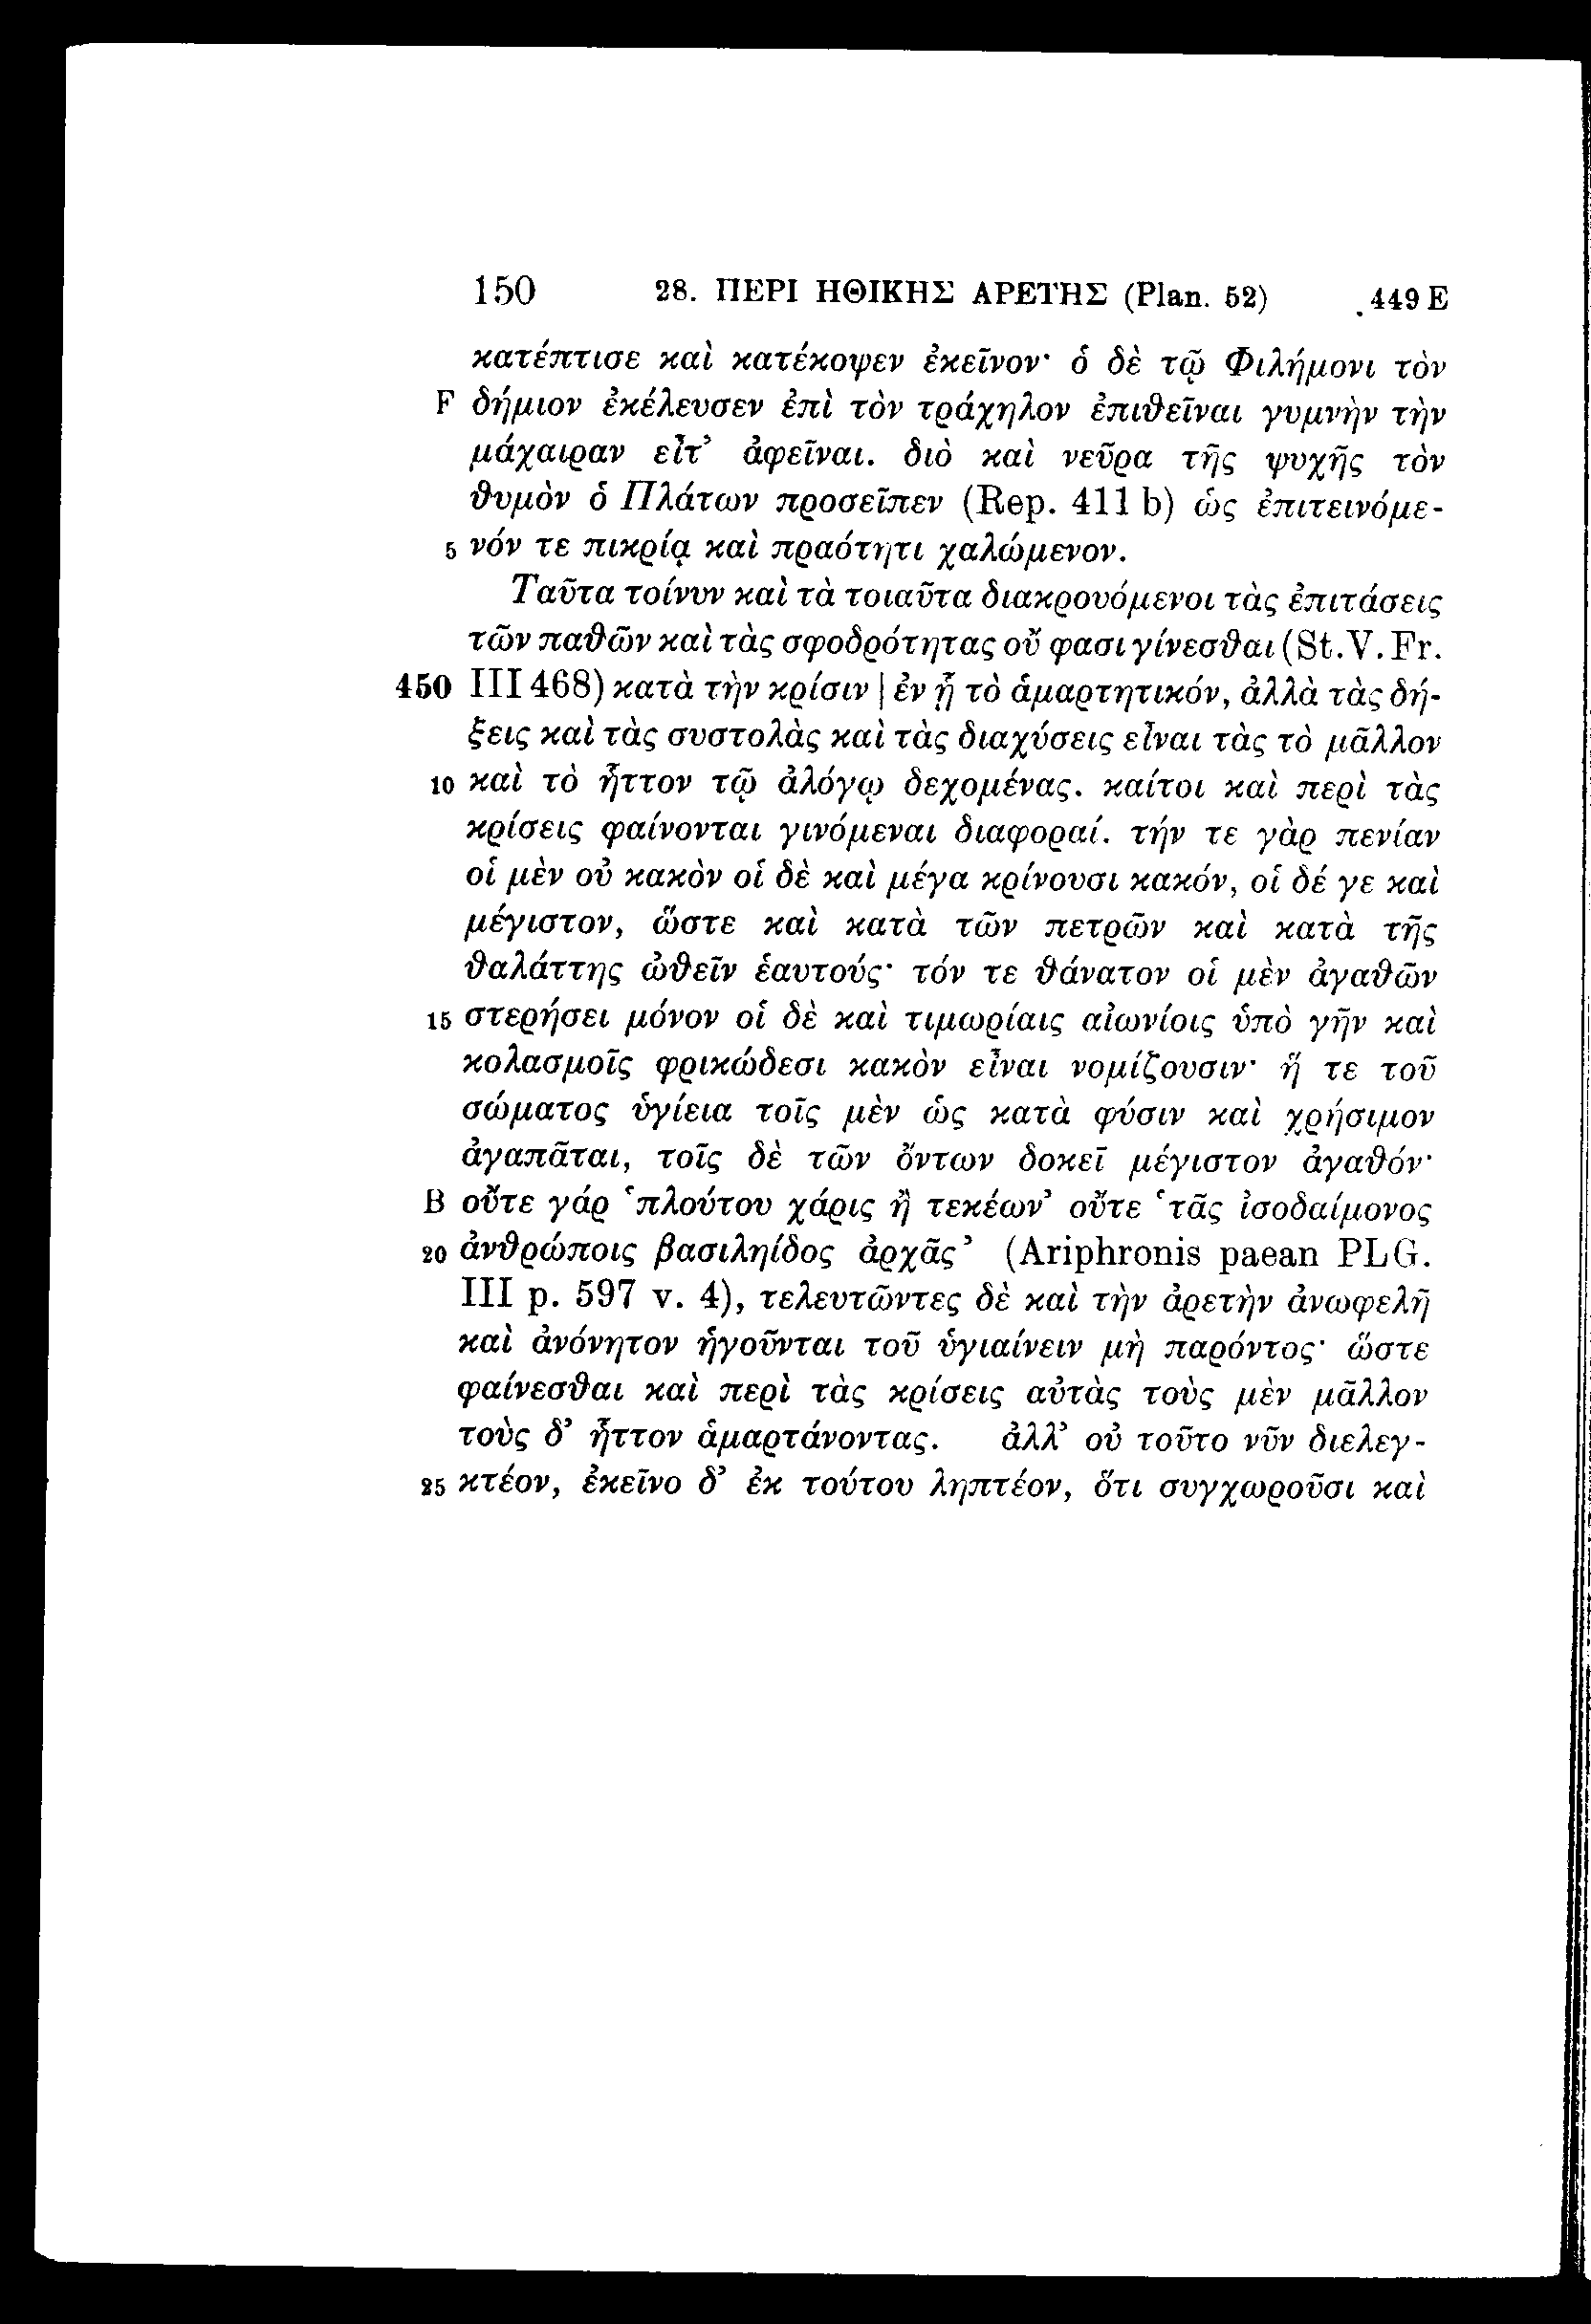 150 28. ΠΕΡΙ ΗΘΙΚΗΣ ΑΡΕΤΗΣ (Plan. 52) 449 E
κατέπτισε καὶ κατέκοψεν ἐκεῖνον· ὁ δὲ τῷ Φιλήμονι τὸν
F δήμιον ἐκέλευσεν ἐπὶ τὸν τράχηλον ἐπιθεῖναι γυμνὴν τὴν
μάχαιραν εἶτ’ ἀφεῖναι. διὸ καὶ νεῦρα τῆς ψυχῆς τὸν
θυμὸν ὁ Πλάτων προσεῖπεν (Rep. 411 b) ὡς ἐπιτεινόμε-
5 νόν τε πικρίᾳ καὶ πραότητι χαλώμενον.
Ταῦτα τοίνυν καὶ τὰ τοιαῦτα διακρουόμενοι τὰς ἐπιτάσεις
τῶν παθῶν καὶ τὰς σφοδρότητας οὔ φασι γίνεσθαι (St. V. Fr.
450 III 468) κατὰ τὴν κρίσιν | ἐν ᾗ τὸ ἁμαρτητικόν, ἀλλὰ τὰς δή-
ξεις καὶ τὰς συστολὰς καὶ τὰς διαχύσεις εἶναι τὰς τὸ μᾶλλον
10 καὶ τὸ ἧττον τῷ ἀλόγῳ δεχομένας. καίτοι καὶ περὶ τὰς
κρίσεις φαίνονται γινόμεναι διαφοραί. τήν τε γὰρ πενίαν
οἱ μὲν οὐ κακὸν οἱ δὲ καὶ μέγα κρίνουσι κακόν, οἱ δέ γε καὶ
μέγιστον, ὥστε καὶ κατὰ τῶν πετρῶν καὶ κατὰ τῆς
θαλάττης ὠθεῖν ἑαυτούς· τόν τε θάνατον οἱ μὲν ἀγαθῶν
15 στερήσει μόνον οἱ δὲ καὶ τιμωρίαις αἰωνίοις ὑπὸ γῆν καὶ
κολασμοῖς φρικώδεσι κακὸν εἶναι νομίζουσιν· ἥ τε τοῦ
σώματος ὑγίεια τοῖς μὲν ὡς κατὰ φύσιν καὶ χρήσιμον
ἀγαπᾶται, τοῖς δὲ τῶν ὄντων δοκεῖ μέγιστον ἀγαθόν·
B οὔτε γάρ ‘πλούτου χάρις ἢ τεκέων’ οὔτε ‘τᾶς ἰσοδαίμονος
20 ἀνθρώποις βασιληίδος ἀρχᾶς’ (Ariphronis paean PLG.
III p. 597 v. 4), τελευτῶντες δὲ καὶ τὴν ἀρετὴν ἀνωφελῆ
καὶ ἀνόνητον ἡγοῦνται τοῦ ὑγιαίνειν μὴ παρόντος· ὥστε
φαίνεσθαι καὶ περὶ τὰς κρίσεις αὐτὰς τοὺς μὲν μᾶλλον
τοὺς δ’ ἧττον ἁμαρτάνοντας. ἀλλ’ οὐ τοῦτο νῦν διελεγ-
25 κτέον, ἐκεῖνο δ’ ἐκ τούτου ληπτέον, ὅτι συγχωροῦσι καὶ